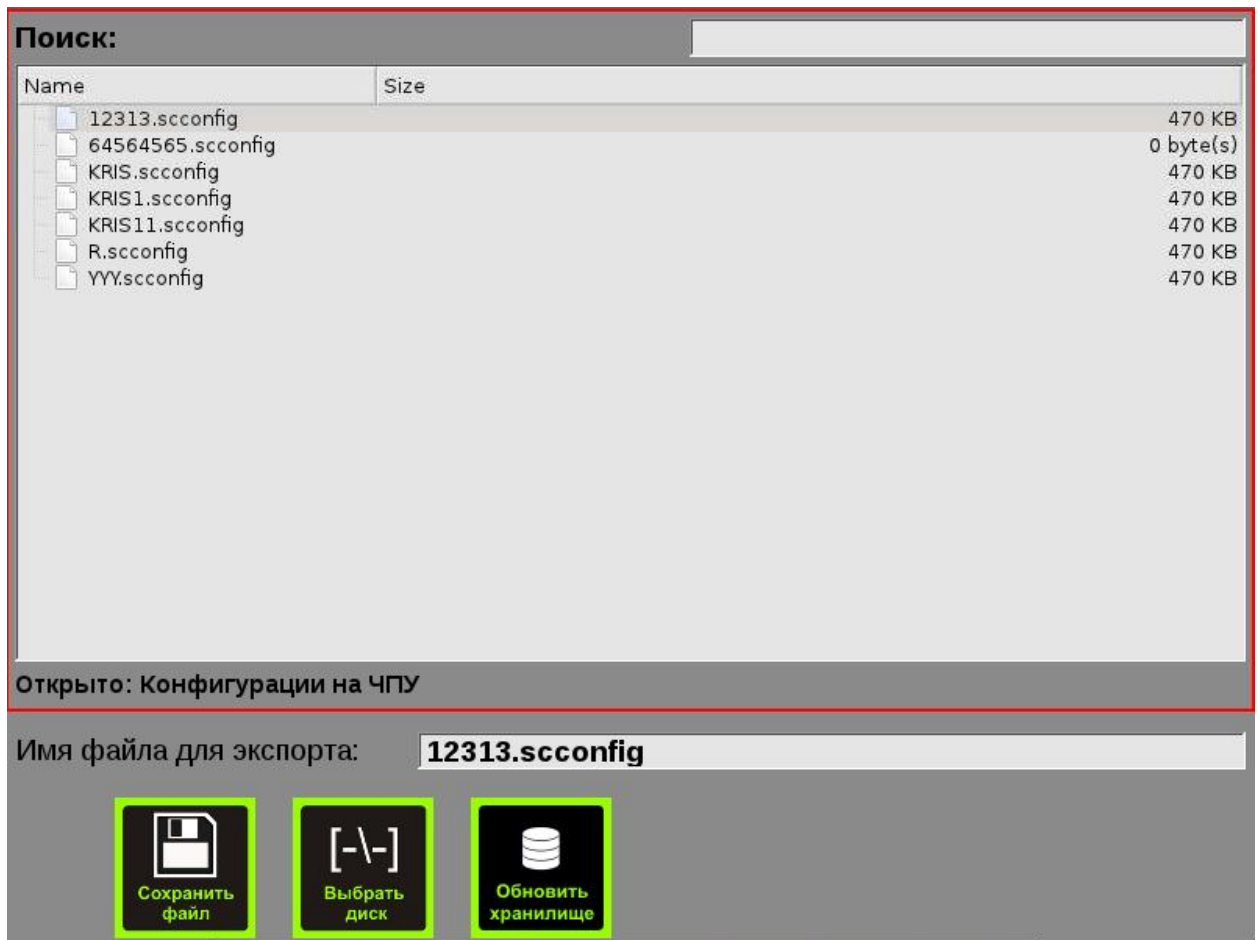 Поиск:
Name Size
12313.scconfig 470 KB
64564565.scconfig 0 byte(s)
KRIS.scconfig 470 KB
KRIS1.scconfig 470 KB
KRIS11.scconfig 470 KB
R.scconfig 470 KB
YYY.scconfig 470 KB
Открыто: Конфигурации на ЧПУ
Имя файла для экспорта: 12313.scconfig
[-\-]
Сохранить Выбрать Обновить
файл диск хранилище